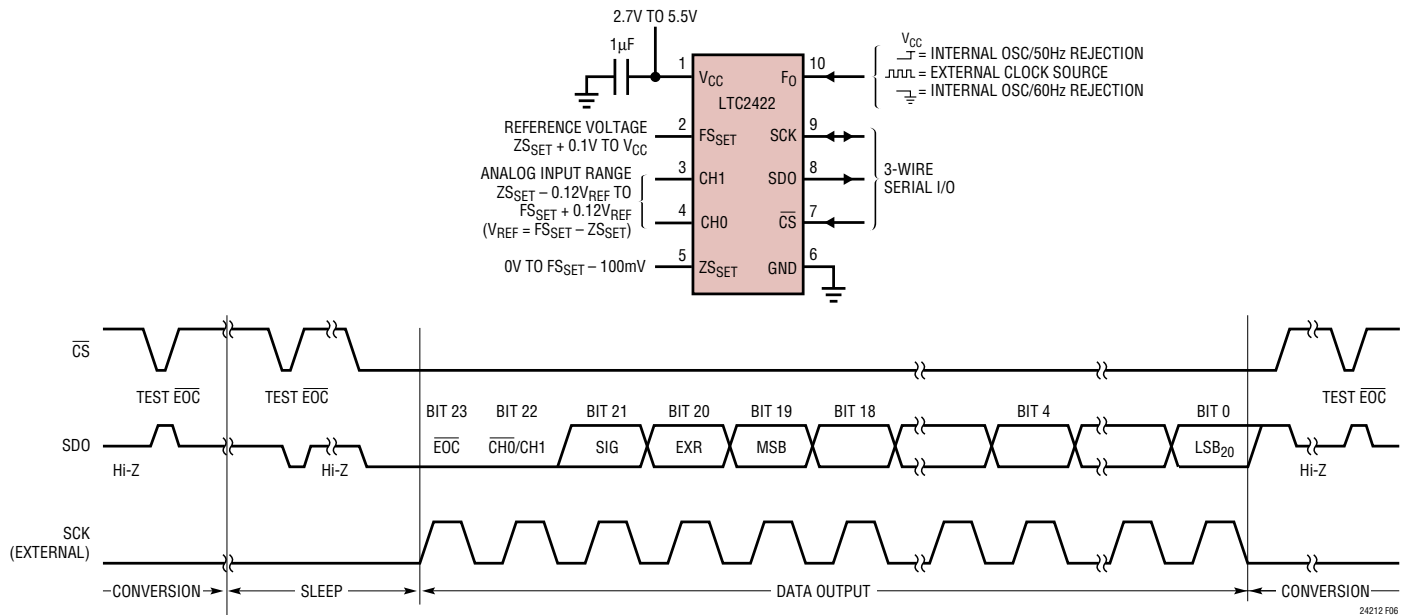 2.7V TO 5.5V
1µF
1
VCC
LTC2422
10
FO
VCC
= INTERNAL OSC/50Hz REJECTION
= EXTERNAL CLOCK SOURCE
= INTERNAL OSC/60Hz REJECTION
REFERENCE VOLTAGE
ZSSET + 0.1V TO VCC
2
FSSET
SCK
9
ANALOG INPUT RANGE
ZSSET – 0.12VREF TO
FSSET + 0.12VREF
(VREF = FSSET – ZSSET)
3
CH1
SDO
8
3-WIRE
SERIAL I/O
4
CH0
CS
7
0V TO FSSET – 100mV
5
ZSSET
GND
6
CS
TEST EOC
TEST EOC
TEST EOC
BIT 23
BIT 22
BIT 21
BIT 20
BIT 19
BIT 18
BIT 4
BIT 0
SDO
EOC
CH0/CH1
SIG
EXR
MSB
LSB20
Hi-Z
Hi-Z
Hi-Z
SCK
(EXTERNAL)
CONVERSION
SLEEP
DATA OUTPUT
CONVERSION
24212 F06